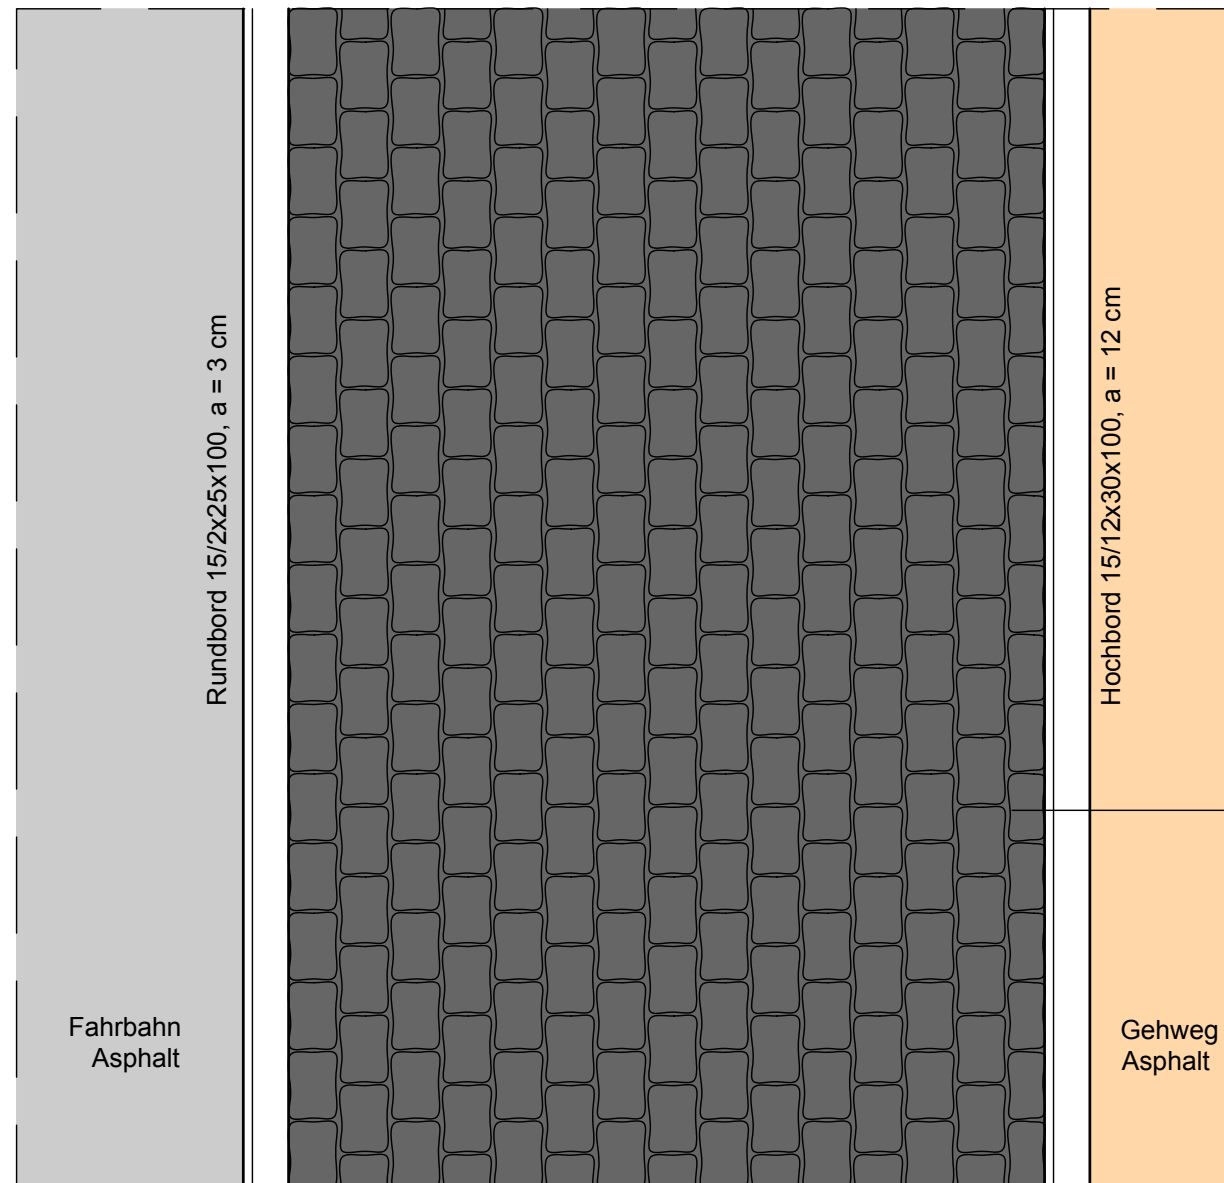 Rundbord 15/2x25x100, a = 3 cm
Hochbord 15/12x30x100, a = 12 cm
Fahrbahn
Asphalt
Gehweg
Asphalt